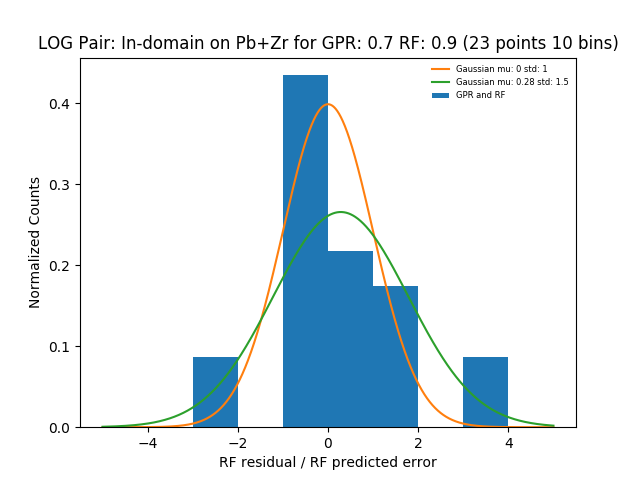 LOG Pair: In-domain on Pb+Zr for GPR: 0.7 RF: 0.9 (23 points 10 bins)
Gaussian mu: 0 std: 1
Gaussian mu: 0.28 std: 1.5
GPR and RF
Normalized Counts
0.4
0.3
0.2
0.1
0.0
−4 −2 0 2 4
RF residual / RF predicted error